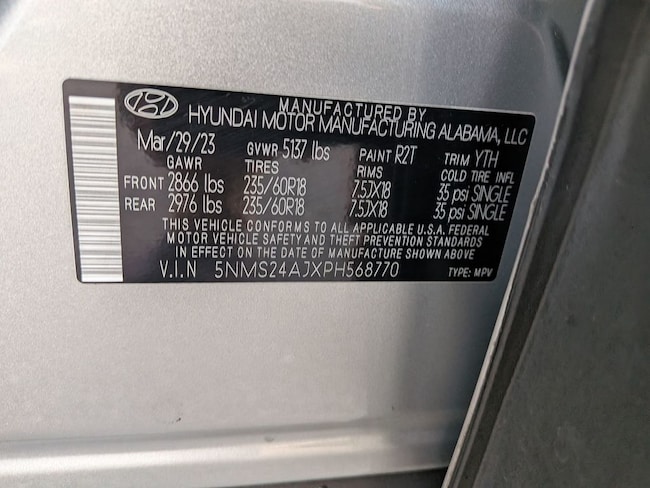 MANUFACTURED BY
HYUNDAI MOTOR MANUFACTURING ALABAMA, LLC
Mar/29/23 GVWR 5137 lbs PAINT R2T TRIM YTH
GAWR TIRES RIMS COLD TIRE INFL
FRONT 2866 lbs 235/60R18 7.5JX18 35 psi SINGLE
REAR 2976 lbs 235/60R18 7.5JX18 35 psi SINGLE
THIS VEHICLE CONFORMS TO ALL APPLICABLE U.S.A. FEDERAL
MOTOR VEHICLE SAFETY AND THEFT PREVENTION STANDARDS
IN EFFECT ON THE DATE OF MANUFACTURE SHOWN ABOVE
V.I.N 5NMS24AJXPH568770 TYPE: MPV